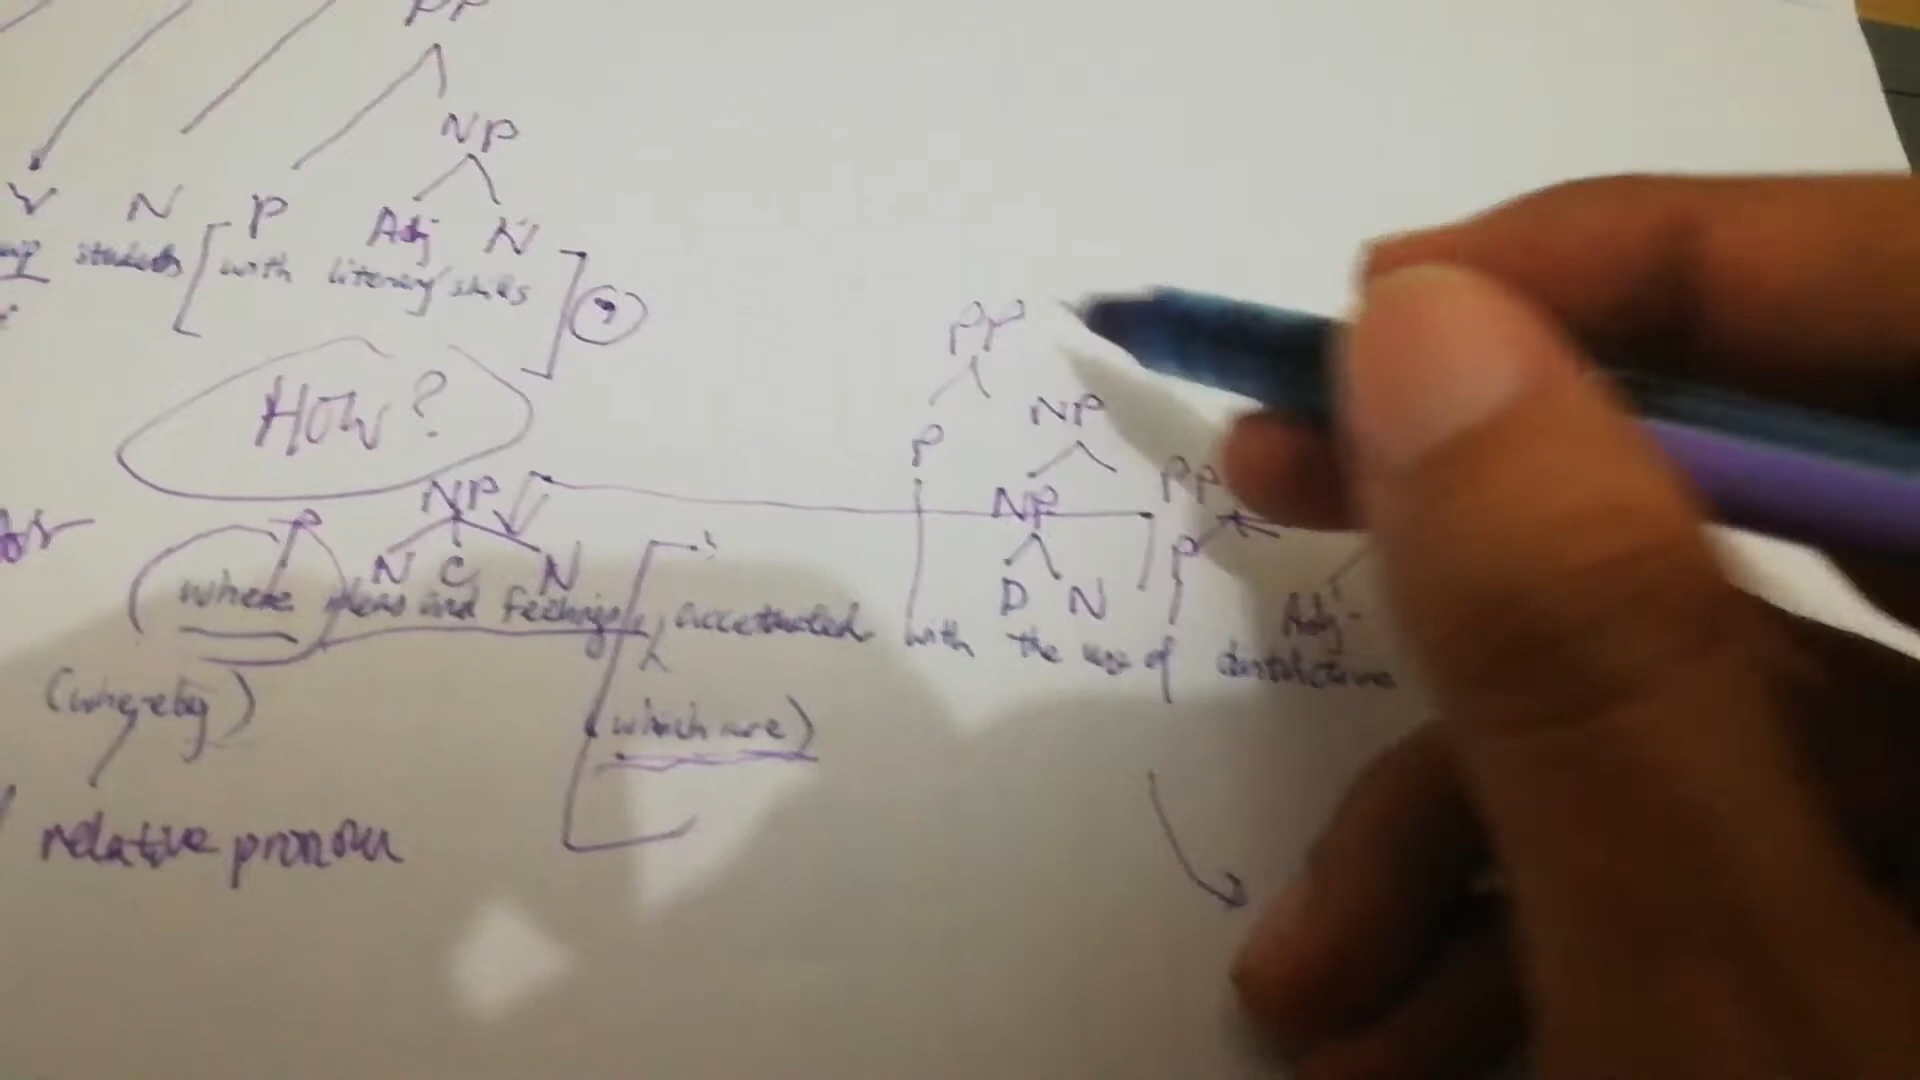 PP
NP
V N P Adj N
students with literary skills
HOW?
PP
NP
P
NP PP
NP P
N C N D N Adj
where ideas and feelings, accentuated with the use of distinctive
(whereby) which are)
relative pronoun